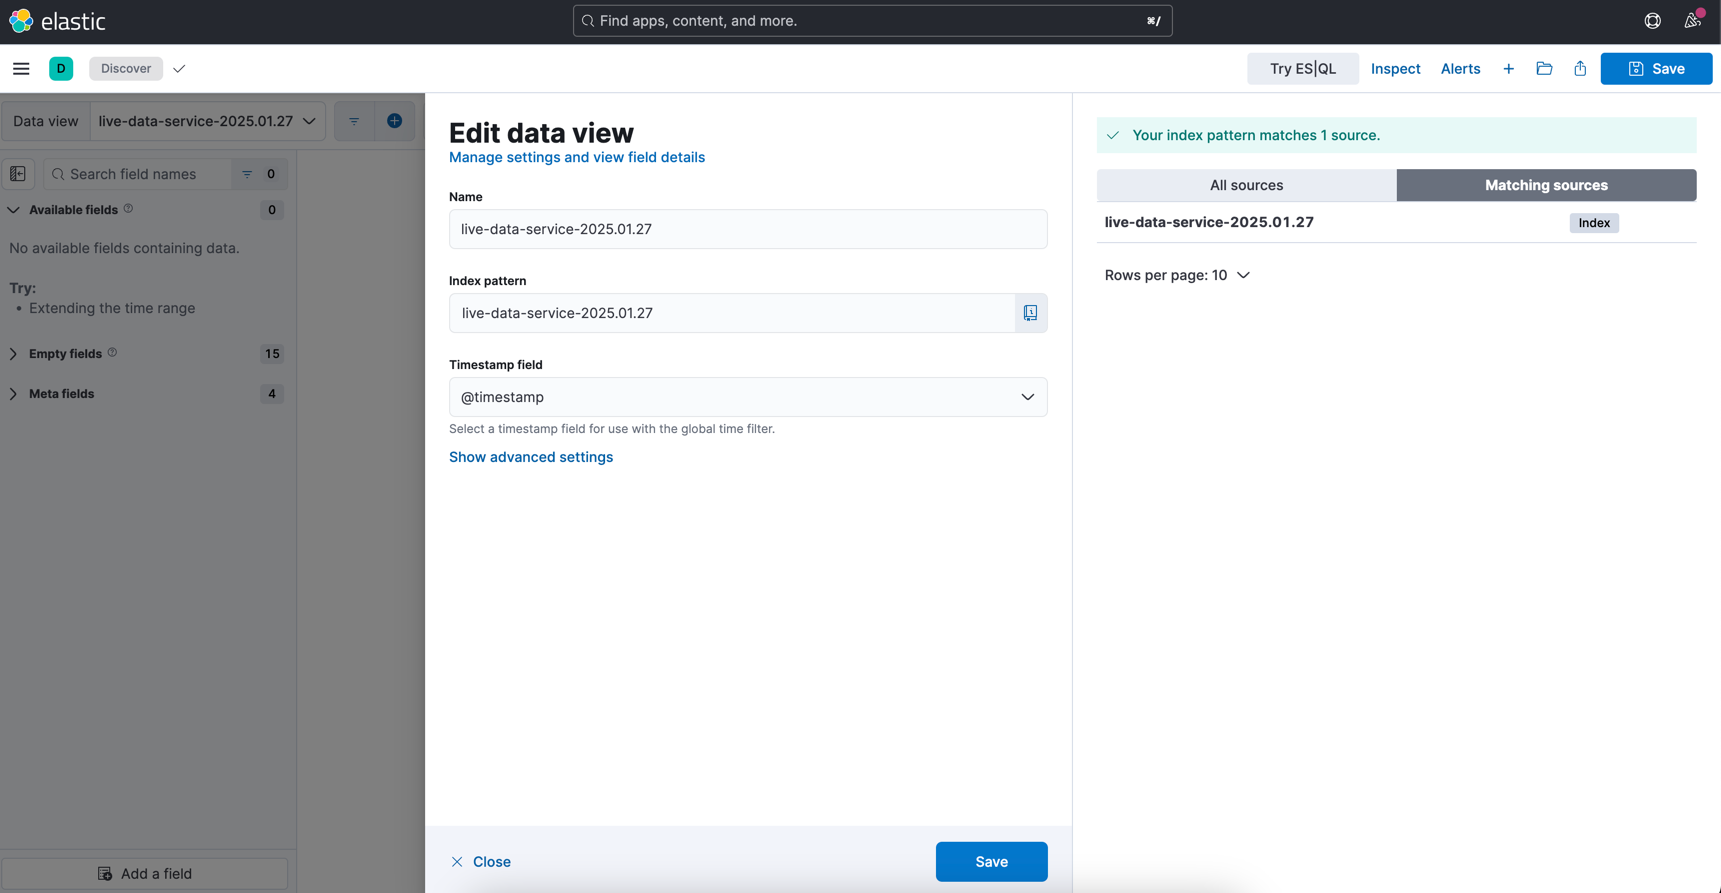 elastic
Find apps, content, and more.
⌘/
D
Discover
Try ES|QL
Inspect
Alerts
Save
Data view
live-data-service-2025.01.27
Search field names
0
Available fields
0
No available fields containing data.
Try:
• Extending the time range
Empty fields
15
Meta fields
4
Add a field
Edit data view
Manage settings and view field details
Name
live-data-service-2025.01.27
Index pattern
live-data-service-2025.01.27
Timestamp field
@timestamp
Select a timestamp field for use with the global time filter.
Show advanced settings
Close
Save
Your index pattern matches 1 source.
All sources
Matching sources
live-data-service-2025.01.27
Index
Rows per page: 10